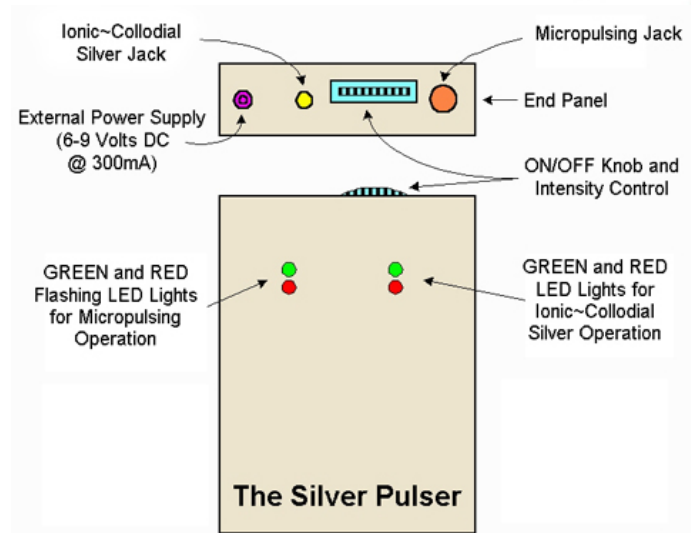 Ionic~Collodial
Silver Jack
Micropulsing Jack
External Power Supply
(6-9 Volts DC
@ 300mA)
End Panel
ON/OFF Knob and
Intensity Control
GREEN and RED
Flashing LED Lights
for Micropulsing
Operation
GREEN and RED
LED Lights for
Ionic~Collodial
Silver Operation
The Silver Pulser